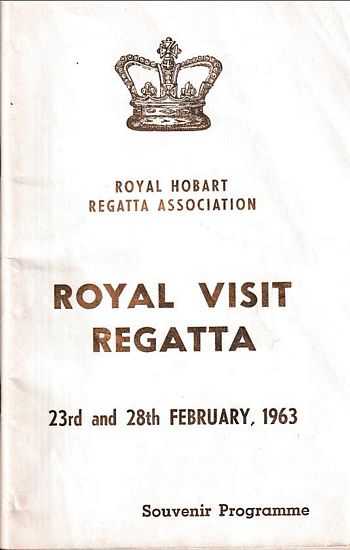 ROYAL HOBART
REGATTA ASSOCIATION
ROYAL VISIT
REGATTA
23rd and 28th FEBRUARY, 1963
Souvenir Programme